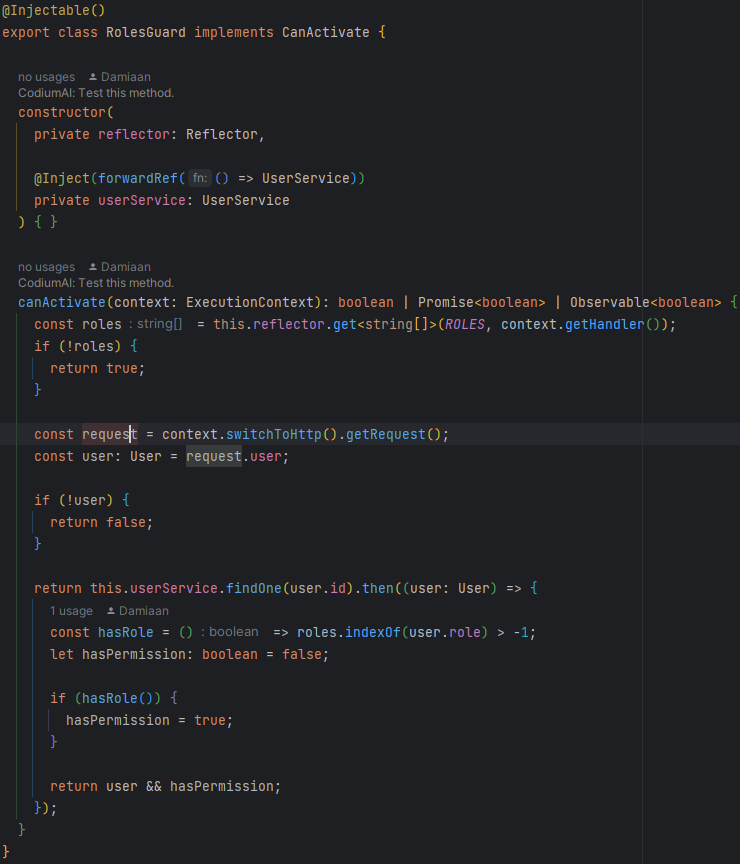 @Injectable()
export class RolesGuard implements CanActivate {
no usages Damiaan
CodiumAI: Test this method.
constructor(
private reflector: Reflector,
@Inject(forwardRef( fn: () => UserService))
private userService: UserService
) { }
no usages Damiaan
CodiumAI: Test this method.
canActivate(context: ExecutionContext): boolean | Promise<boolean> | Observable<boolean> {
const roles : string[] = this.reflector.get<string[]>(ROLES, context.getHandler());
if (!roles) {
return true;
}
const request = context.switchToHttp().getRequest();
const user: User = request.user;
if (!user) {
return false;
}
return this.userService.findOne(user.id).then((user: User) => {
1 usage Damiaan
const hasRole = () : boolean => roles.indexOf(user.role) > -1;
let hasPermission: boolean = false;
if (hasRole()) {
hasPermission = true;
}
return user && hasPermission;
});
}
}